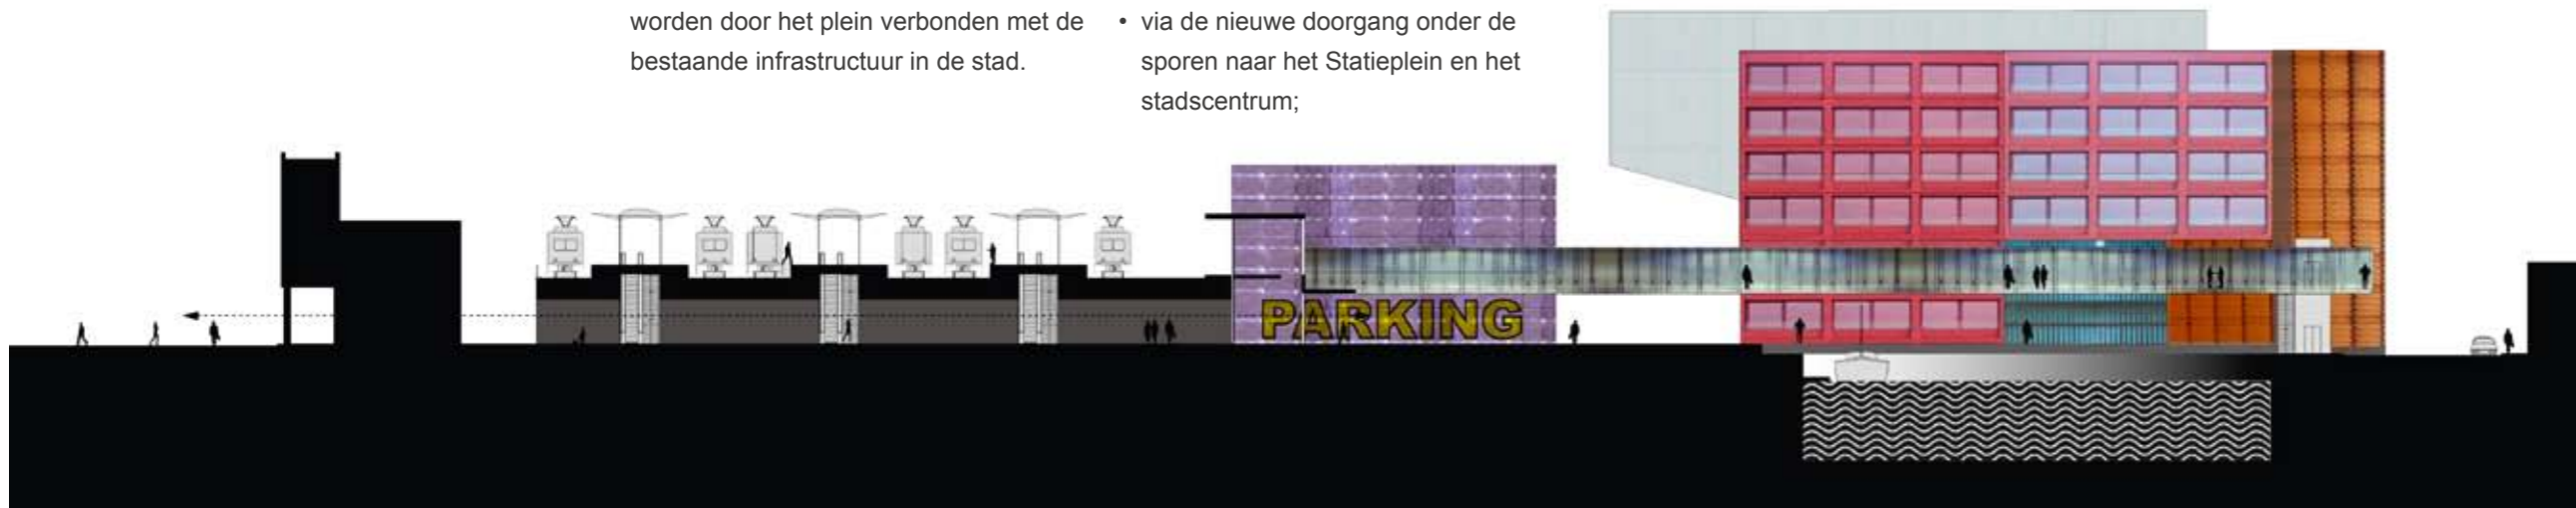 worden door het plein verbonden met de
bestaande infrastructuur in de stad.
• via de nieuwe doorgang onder de
sporen naar het Statieplein en het
stadscentrum;
PARKING